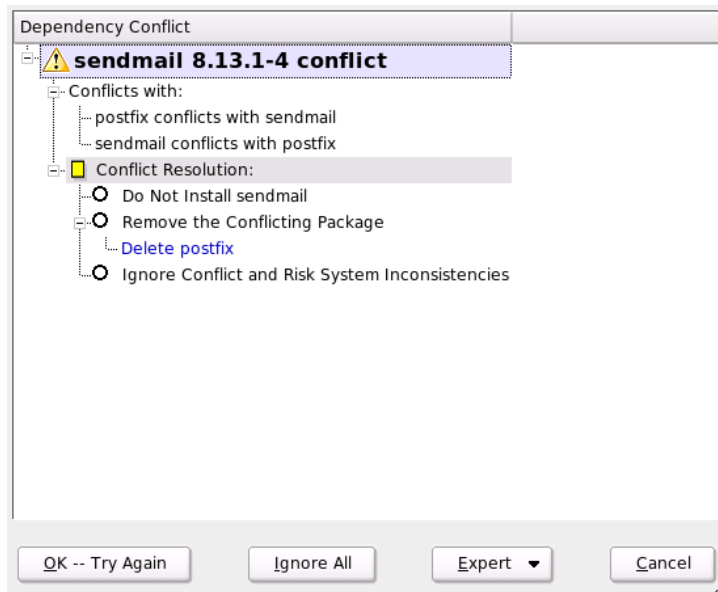 Dependency Conflict
sendmail 8.13.1-4 conflict
Conflicts with:
postfix conflicts with sendmail
sendmail conflicts with postfix
Conflict Resolution:
Do Not Install sendmail
Remove the Conflicting Package
Delete postfix
Ignore Conflict and Risk System Inconsistencies
OK -- Try Again Ignore All Expert Cancel